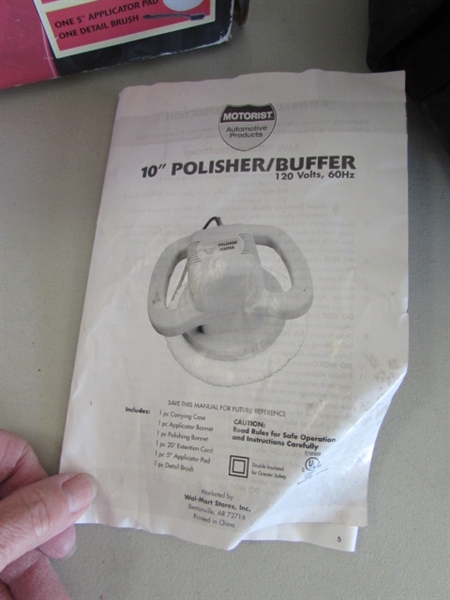 ONE 5" APPLICATOR PAD
ONE DETAIL BRUSH
MOTORIST
Automotive
Products
10" POLISHER/BUFFER
120 Volts, 60Hz
POLISHER
SAVE THIS MANUAL FOR FUTURE REFERENCE
Includes:
1 pc Carrying Case
1 pc Applicator Bonnet
1 pc Polishing Bonnet
1 pc 20' Extention Cord
1 pc 5" Applicator Pad
1 pc Detail Brush
CAUTION:
Read Rules for Safe Operation
and Instructions Carefully
Double Insulated
for Greater Safety
UL
Marketed by
Wal-Mart Stores, Inc.
Bentonville, AR 72716
Printed in China
5